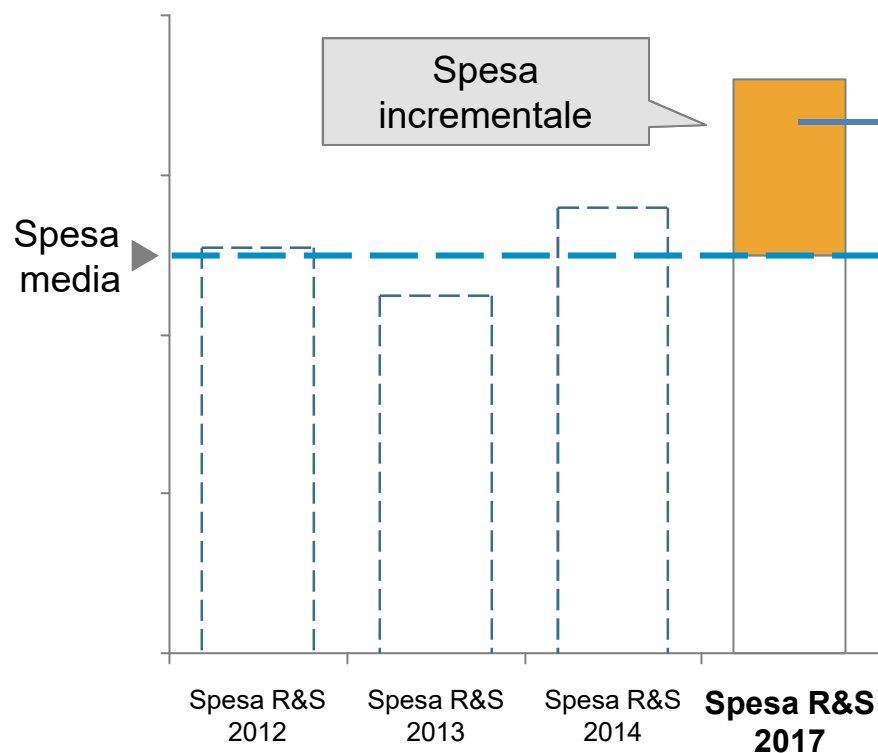 Spesa
incrementale
Spesa
media
Spesa R&S
2012
Spesa R&S
2013
Spesa R&S
2014
Spesa R&S
2017